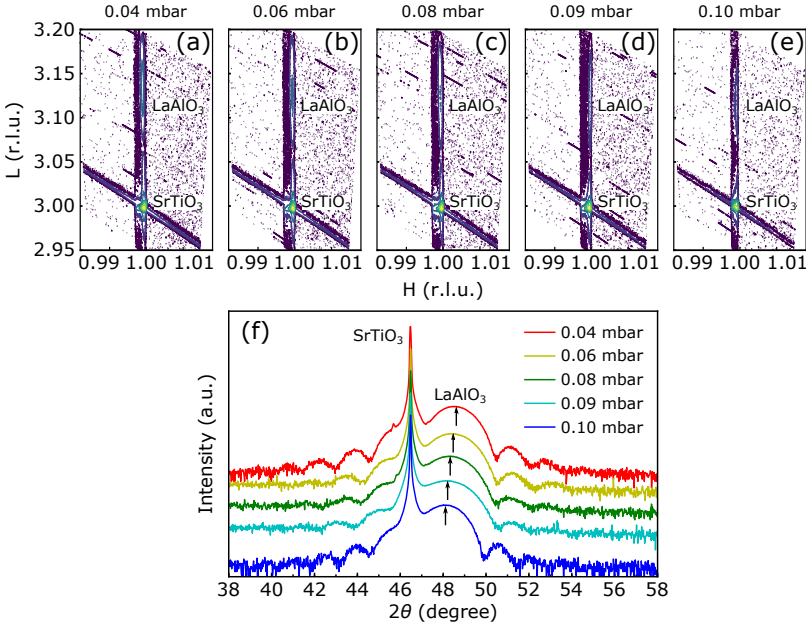 0.04 mbar 0.06 mbar 0.08 mbar 0.09 mbar 0.10 mbar
(a) (b) (c) (d) (e)
3.20
3.15
3.10
3.05
3.00
2.95
L (r.l.u.)
LaAlO₃ LaAlO₃ LaAlO₃ LaAlO₃ LaAlO₃
SrTiO₃ SrTiO₃ SrTiO₃ SrTiO₃ SrTiO₃
0.99 1.00 1.01 0.99 1.00 1.01 0.99 1.00 1.01 0.99 1.00 1.01 0.99 1.00 1.01
H (r.l.u.)
(f)
SrTiO₃
LaAlO₃
0.04 mbar
0.06 mbar
0.08 mbar
0.09 mbar
0.10 mbar
Intensity (a.u.)
38 40 42 44 46 48 50 52 54 56 58
2θ (degree)